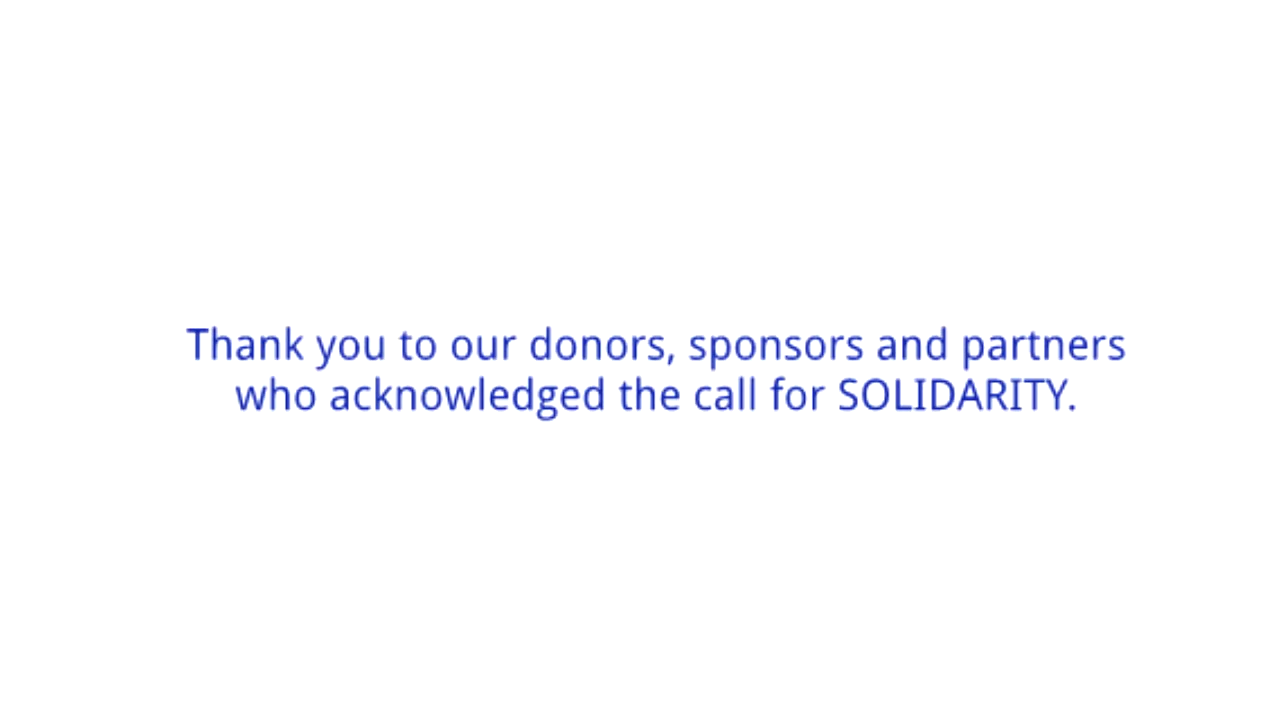 Thank you to our donors, sponsors and partners
who acknowledged the call for SOLIDARITY.